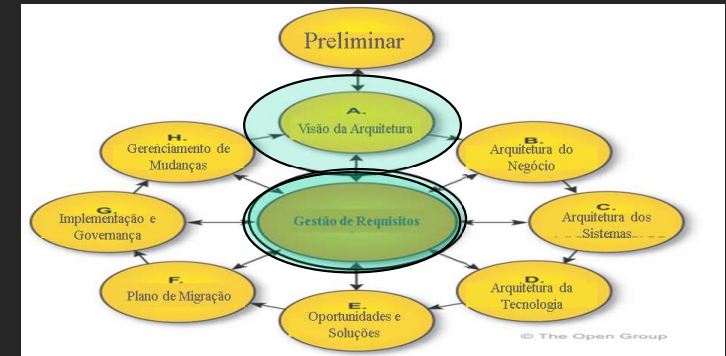 Preliminar
A.
Visão da Arquitetura
H.
Gerenciamento de
Mudanças
B.
Arquitetura do
Negócio
G.
Implementação e
Governança
Gestão de Requisitos
C.
Arquitetura dos
Sistemas
F.
Plano de Migração
D.
Arquitetura da
Tecnologia
E.
Oportunidades e
Soluções
© The Open Group